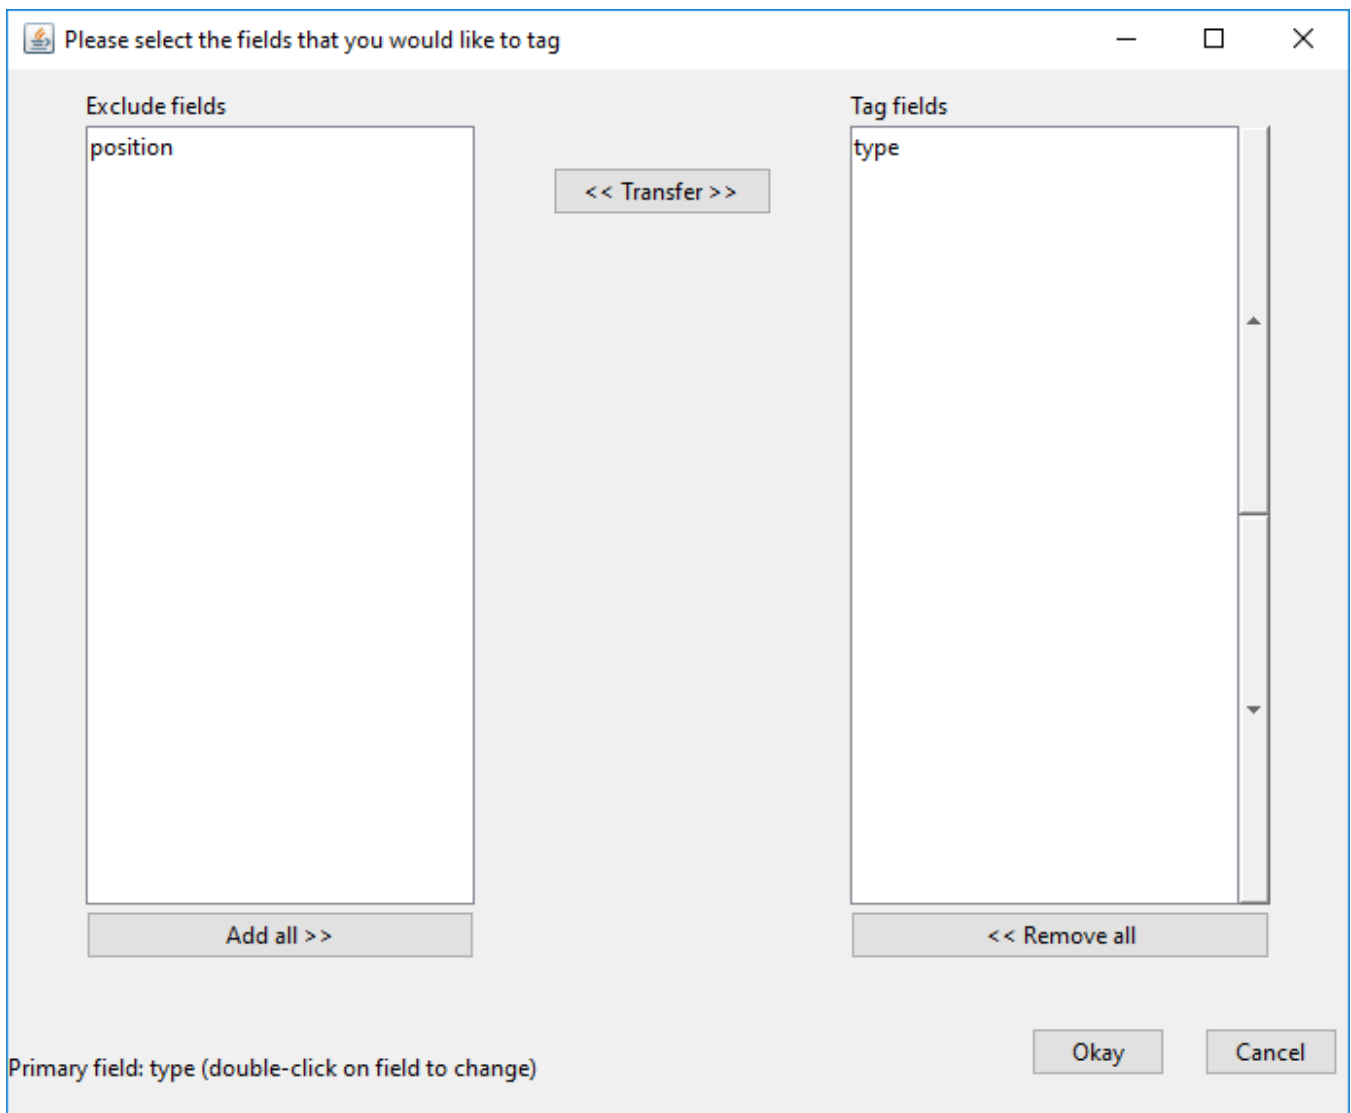 Please select the fields that you would like to tag
Exclude fields
Tag fields
position
type
<< Transfer >>
Add all >>
<< Remove all
Okay
Cancel
Primary field: type (double-click on field to change)